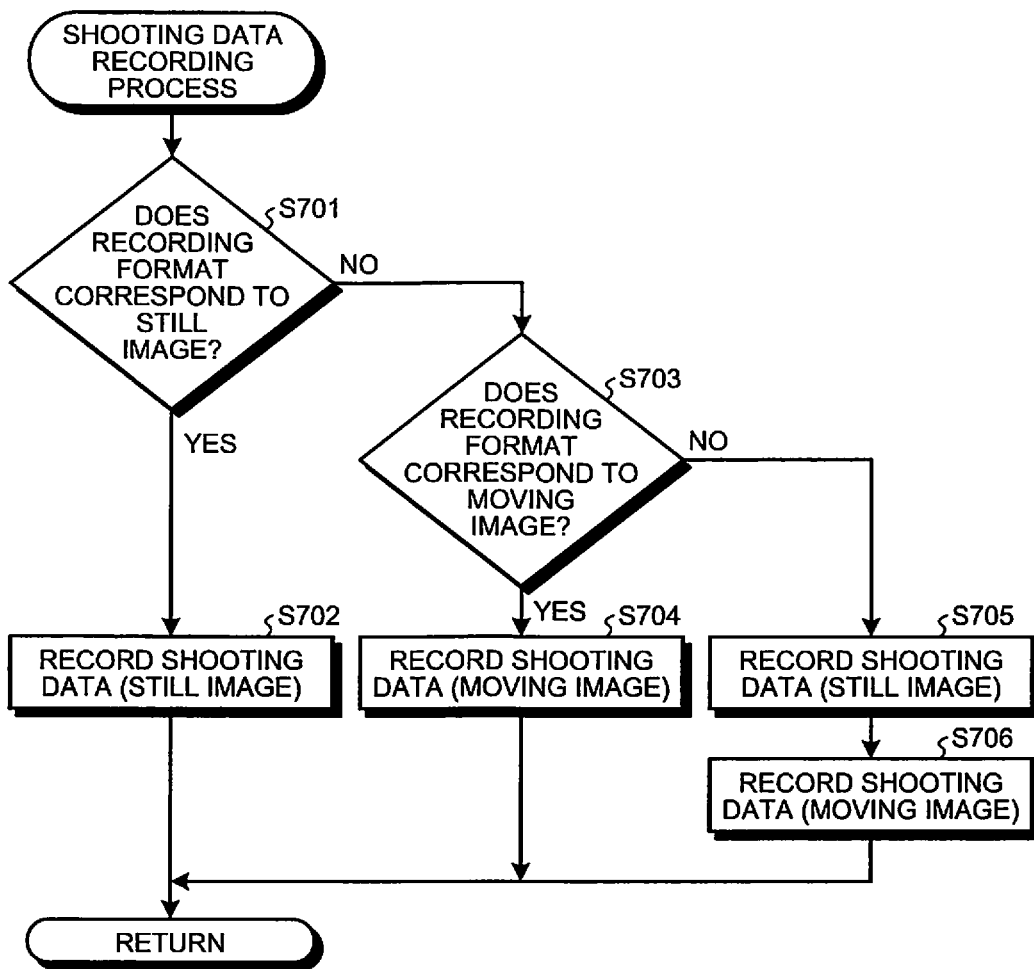 SHOOTING DATA
RECORDING
PROCESS
S701
DOES
RECORDING
FORMAT
CORRESPOND TO
STILL
IMAGE?
NO
YES
S703
DOES
RECORDING
FORMAT
CORRESPOND TO
MOVING
IMAGE?
NO
YES
S702
RECORD SHOOTING
DATA (STILL IMAGE)
S704
RECORD SHOOTING
DATA (MOVING IMAGE)
S705
RECORD SHOOTING
DATA (STILL IMAGE)
S706
RECORD SHOOTING
DATA (MOVING IMAGE)
RETURN